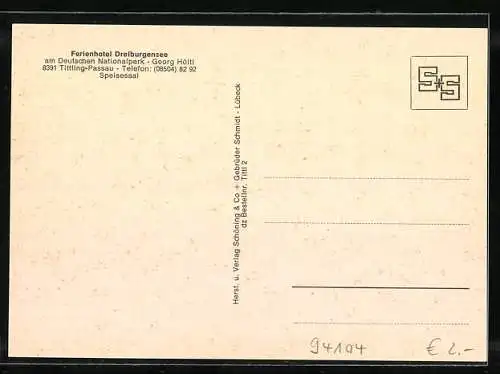 Ferienhotel Dreiburgensee
am Deutschen Nationalpark - Georg Höltl
8391 Tittling-Passau - Telefon: (08504) 82 92
Speisesaal
Herst. u. Verlag Schöning & Co + Gebrüder Schmidt - Lübeck
dz Bestellnr. Tittl 2
S+S
94104
€ 2.-